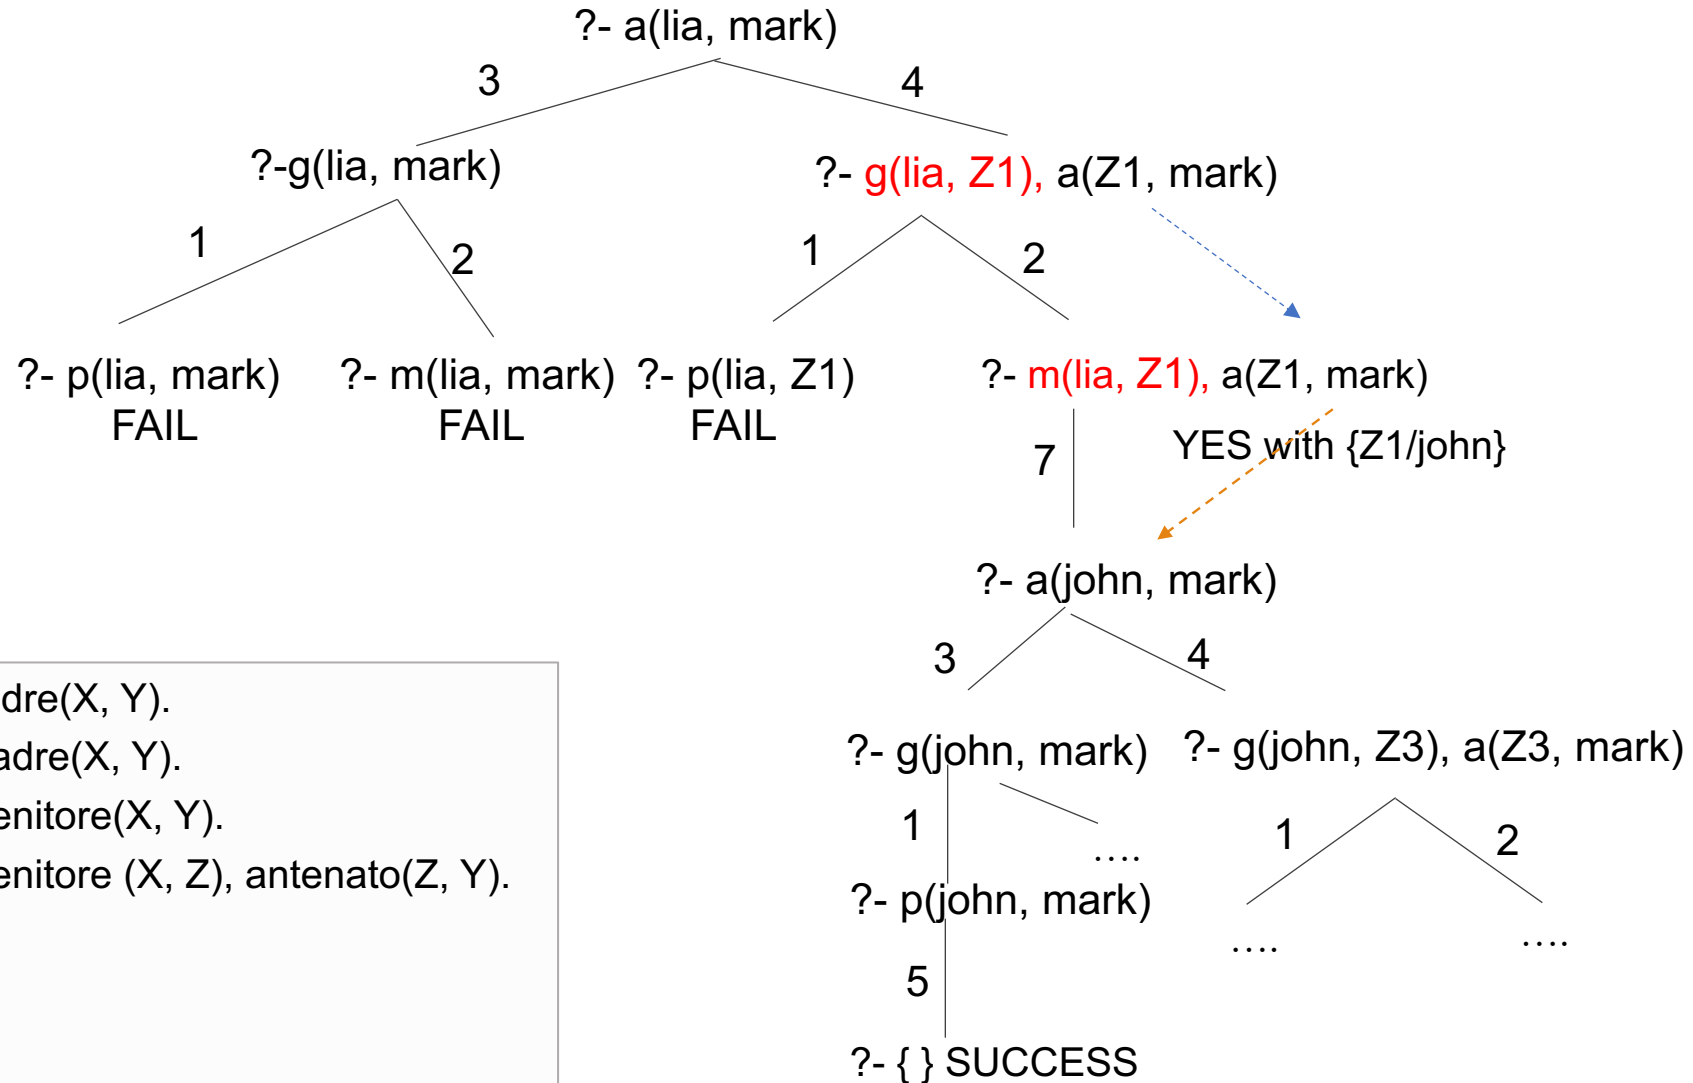 ?- a(lia, mark)
3
4
?-g(lia, mark)
?- g(lia, Z1), a(Z1, mark)
1
2
1
2
?- p(lia, mark)
FAIL
?- m(lia, mark)
FAIL
?- p(lia, Z1)
FAIL
?- m(lia, Z1), a(Z1, mark)
YES with {Z1/john}
7
?- a(john, mark)
3
4
?- g(john, mark)
?- g(john, Z3), a(Z3, mark)
1
....
1
2
?- p(john, mark)
....
....
5
?- { } SUCCESS
dre(X, Y).
adre(X, Y).
enitore(X, Y).
enitore (X, Z), antenato(Z, Y).